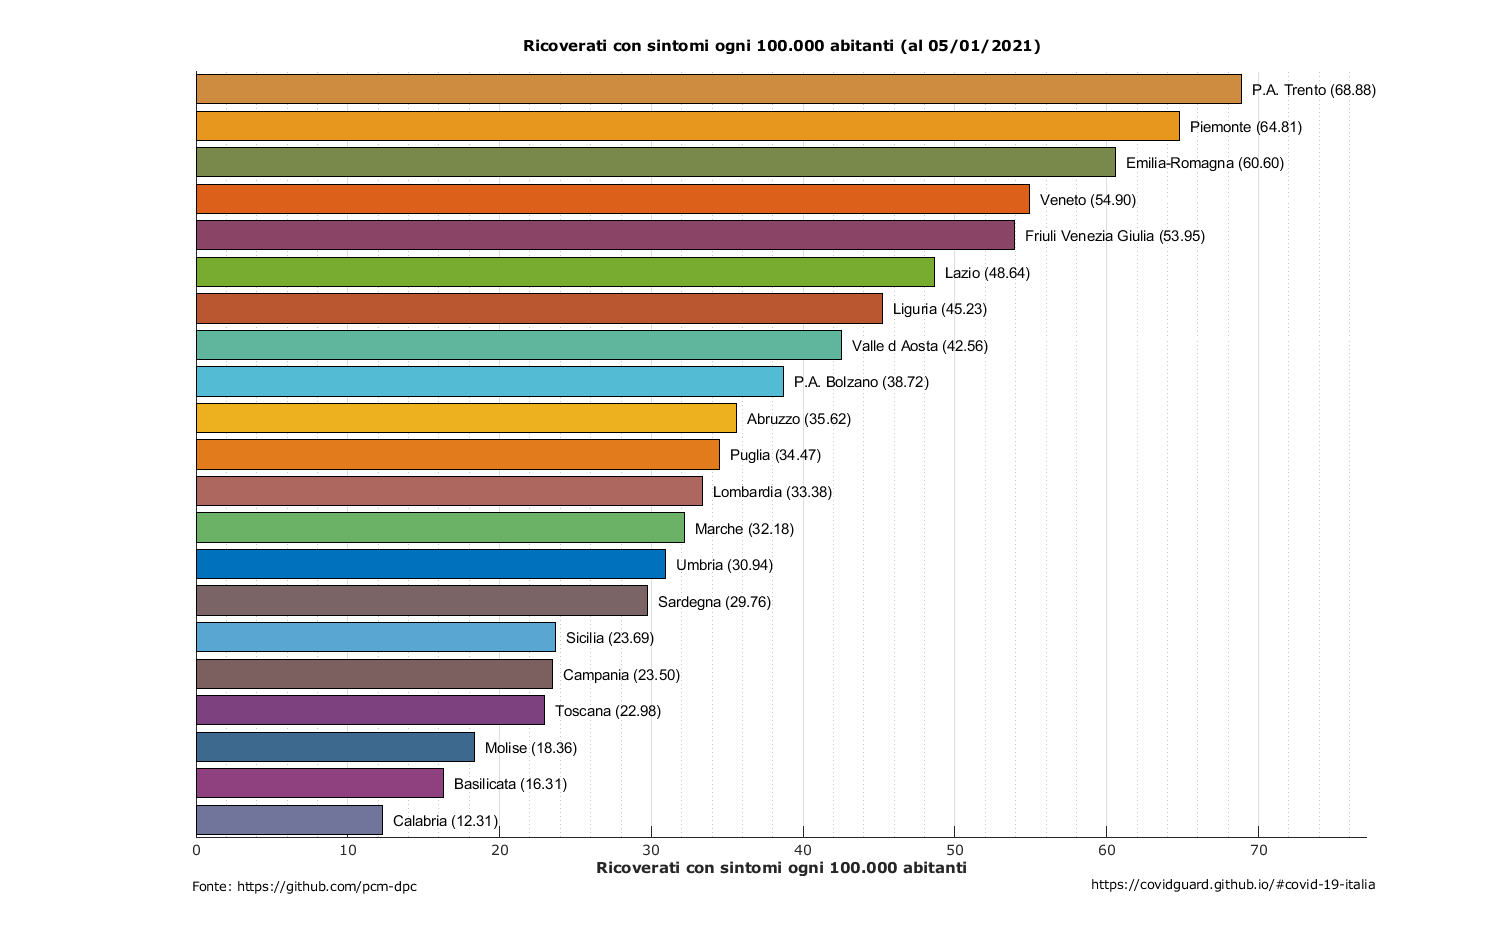 Ricoverati con sintomi ogni 100.000 abitanti (al 05/01/2021)
P.A. Trento (68.88)
Piemonte (64.81)
Emilia-Romagna (60.60)
Veneto (54.90)
Friuli Venezia Giulia (53.95)
Lazio (48.64)
Liguria (45.23)
Valle d Aosta (42.56)
P.A. Bolzano (38.72)
Abruzzo (35.62)
Puglia (34.47)
Lombardia (33.38)
Marche (32.18)
Umbria (30.94)
Sardegna (29.76)
Sicilia (23.69)
Campania (23.50)
Toscana (22.98)
Molise (18.36)
Basilicata (16.31)
Calabria (12.31)
0 10 20 30 40 50 60 70
Ricoverati con sintomi ogni 100.000 abitanti
Fonte: https://github.com/pcm-dpc
https://covidguard.github.io/#covid-19-italia